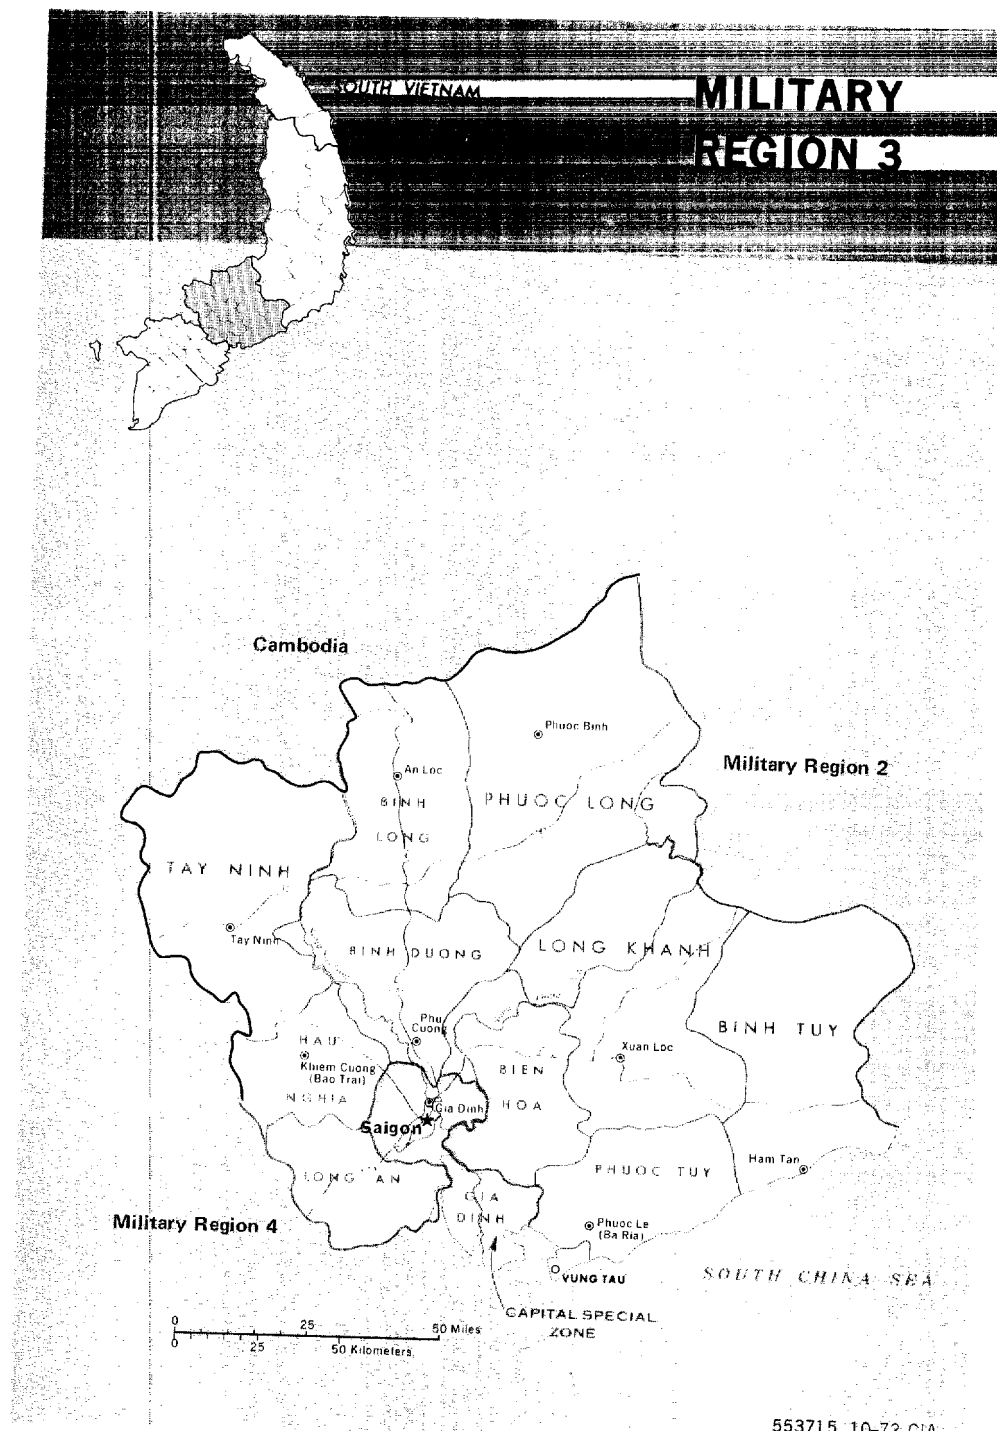 SOUTH VIETNAM
MILITARY
REGION 3
Cambodia
Phuoc Binh
Military Region 2
An Loc
BINH
LONG
PHUOC LONG
TAY NINH
Tay Ninh
BINH DUONG
LONG KHANH
BINH TUY
Phu
Cuong
HAU
Khiem Cuong
(Bao Trai)
NGHIA
Xuan Loc
BIEN
HOA
Gia Dinh
Saigon
LONG AN
PHUOC TUY
Ham Tan
GIA
DINH
Military Region 4
Phuoc Le
(Ba Ria)
VUNG TAU
SOUTH CHINA SEA
CAPITAL SPECIAL
ZONE
0 25 50 Miles
0 25 50 Kilometers
553715 10-72 CIA